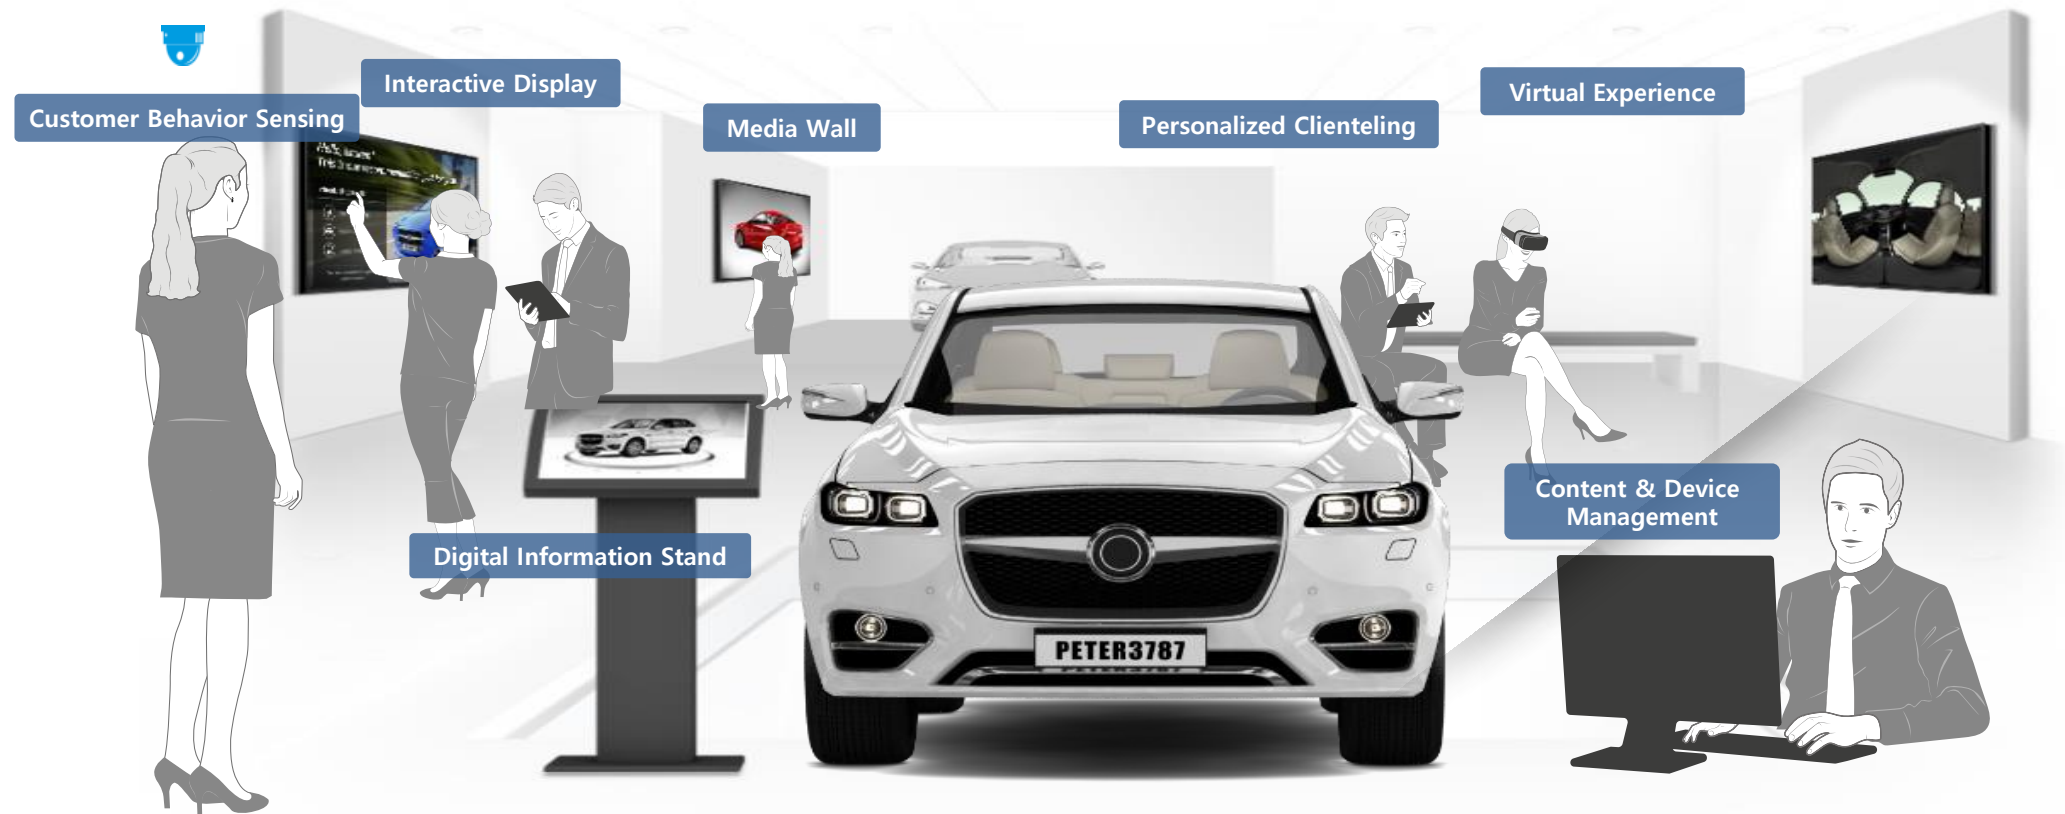 Customer Behavior Sensing
Interactive Display
Media Wall
Personalized Clienteling
Virtual Experience
Digital Information Stand
Content & Device
Management
PETER3787